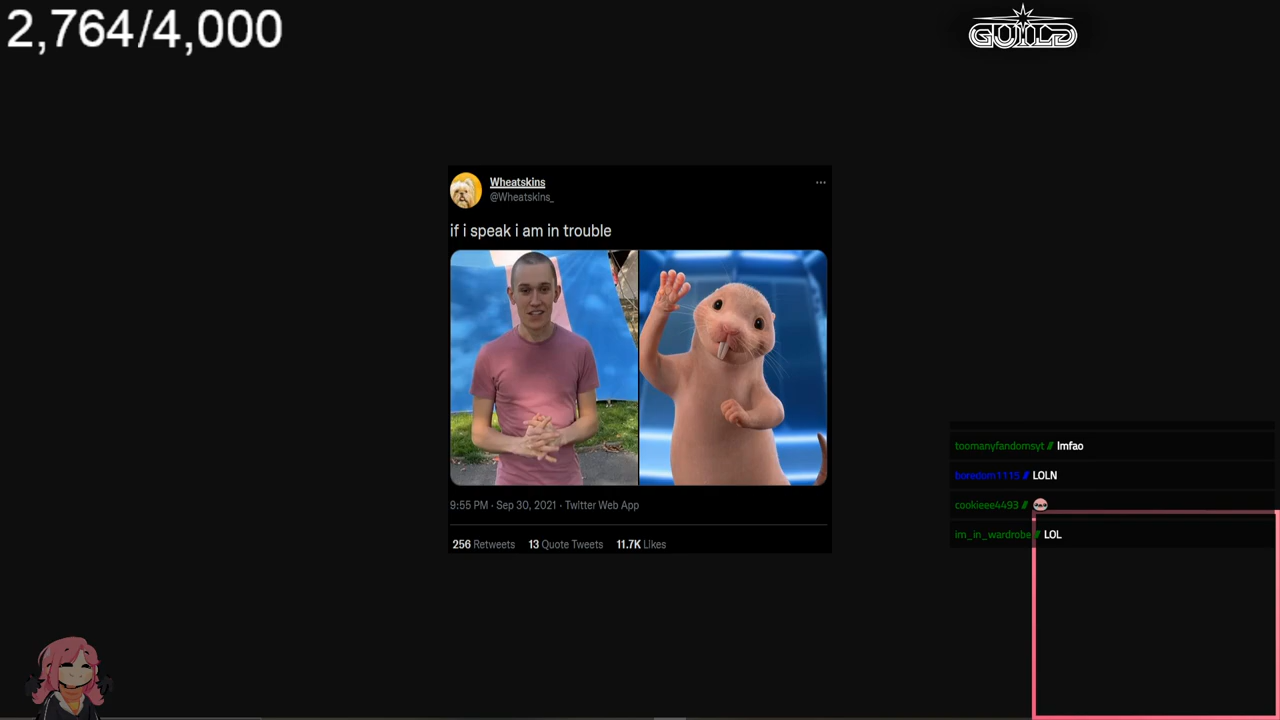 2,764/4,000
GUILD
Wheatskins
@Wheatskins_
if i speak i am in trouble
9:55 PM · Sep 30, 2021 · Twitter Web App
256 Retweets 13 Quote Tweets 11.7K Likes
toomanyfandomsyt // lmfao
boredom1115 // LOLN
cookieee4493 //
im_in_wardrobe // LOL